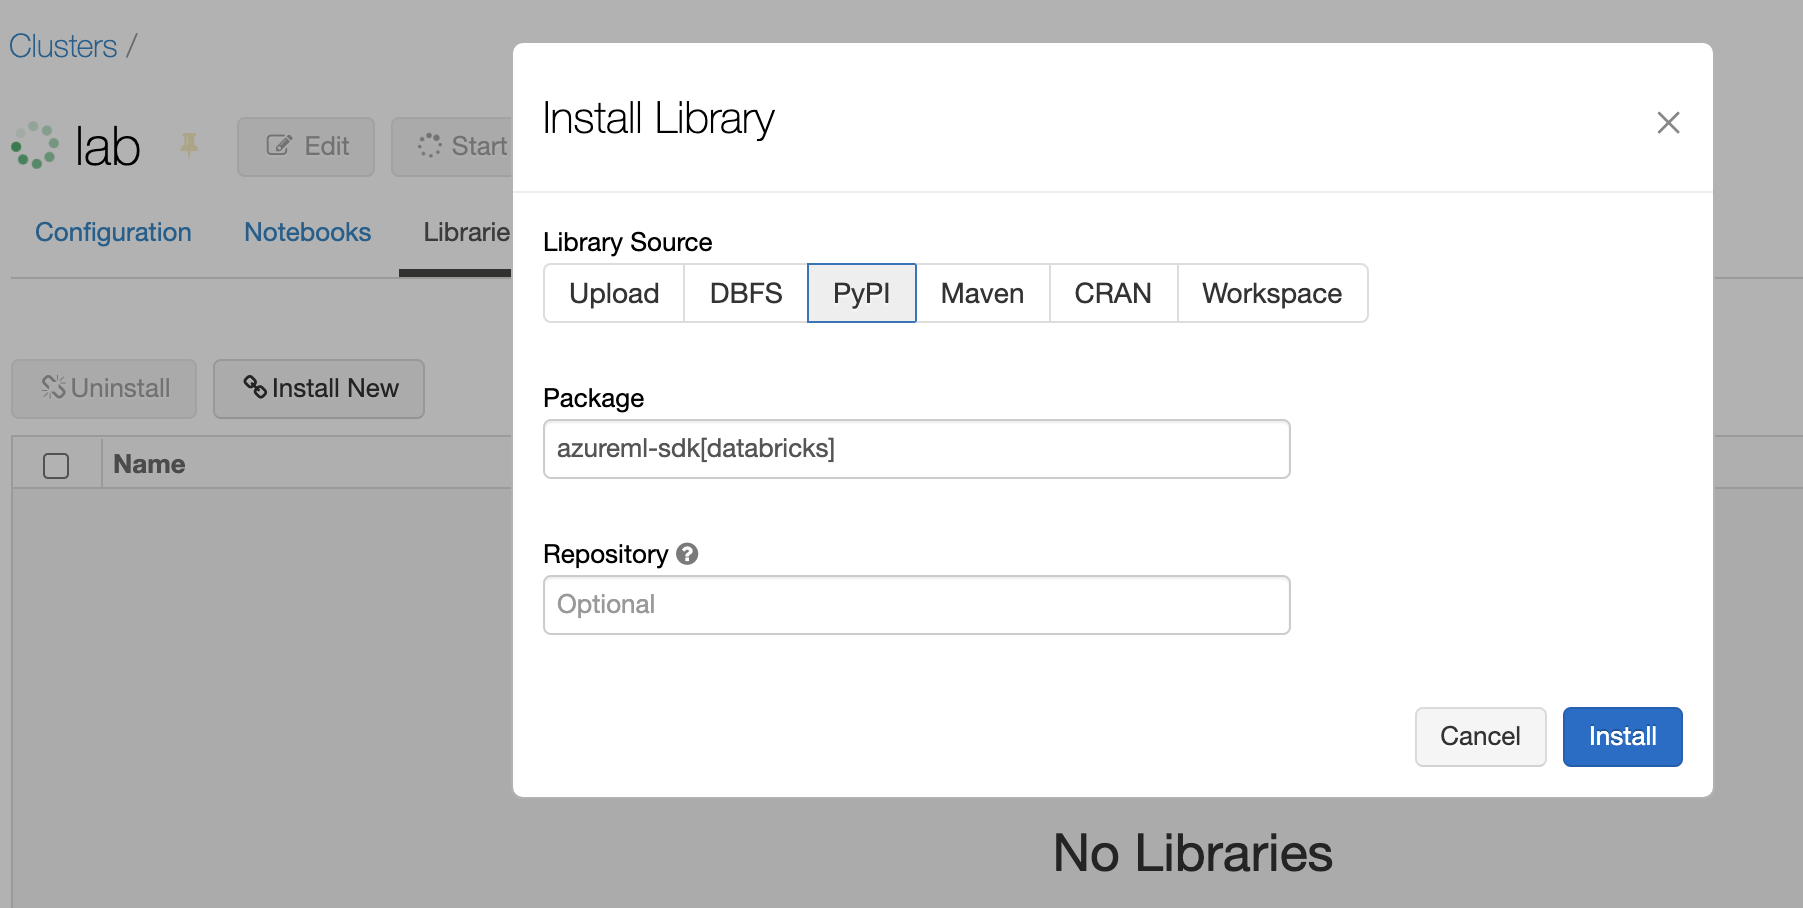 Clusters /
lab
Edit
Start
Configuration
Notebooks
Librarie
Uninstall
Install New
Name
Install Library
Library Source
Upload
DBFS
PyPI
Maven
CRAN
Workspace
Package
azureml-sdk[databricks]
Repository ?
Optional
Cancel
Install
No Libraries